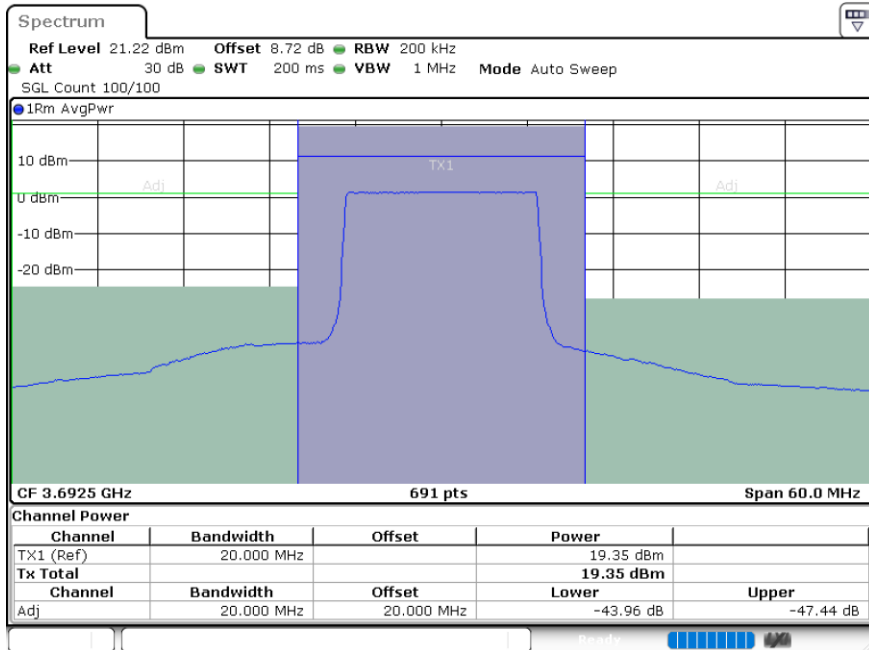 Spectrum
Ref Level 21.22 dBm Offset 8.72 dB RBW 200 kHz
Att 30 dB SWT 200 ms VBW 1 MHz Mode Auto Sweep
SGL Count 100/100
1Rm AvgPwr
10 dBm
TX1
Adj Adj
0 dBm
-10 dBm
-20 dBm
CF 3.6925 GHz 691 pts Span 60.0 MHz
Channel Power
Channel Bandwidth Offset Power
TX1 (Ref) 20.000 MHz 19.35 dBm
Tx Total 19.35 dBm
Channel Bandwidth Offset Lower Upper
Adj 20.000 MHz 20.000 MHz -43.96 dB -47.44 dB
Ready